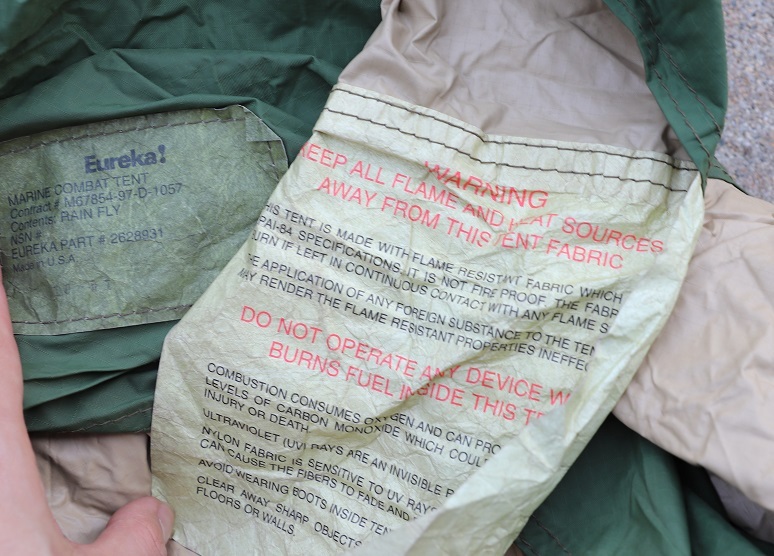 Eureka!
MARINE COMBAT TENT
Contract # M67854-97-D-1057
Contents: RAIN FLY
NSN #
EUREKA PART # 2628931
Made in U.S.A.
WARNING
KEEP ALL FLAME AND HEAT SOURCES
AWAY FROM THIS TENT FABRIC
THIS TENT IS MADE WITH FLAME RESISTANT FABRIC WHICH
CPAI-84 SPECIFICATIONS. IT IS NOT FIRE PROOF. THE FABR
BURN IF LEFT IN CONTINUOUS CONTACT WITH ANY FLAME S
THE APPLICATION OF ANY FOREIGN SUBSTANCE TO THE TEN
MAY RENDER THE FLAME RESISTANT PROPERTIES INEFFEC
DO NOT OPERATE ANY DEVICE W
BURNS FUEL INSIDE THIS T
COMBUSTION CONSUMES OXYGEN AND CAN PRO
LEVELS OF CARBON MONOXIDE WHICH COUL
INJURY OR DEATH.
ULTRAVIOLET (UV) RAYS ARE AN INVISIBLE
NYLON FABRIC IS SENSITIVE TO UV RAYS
CAN CAUSE THE FIBERS TO FADE AND
AVOID WEARING BOOTS INSIDE TEN
CLEAR AWAY SHARP OBJECTS
FLOORS OR WALLS.